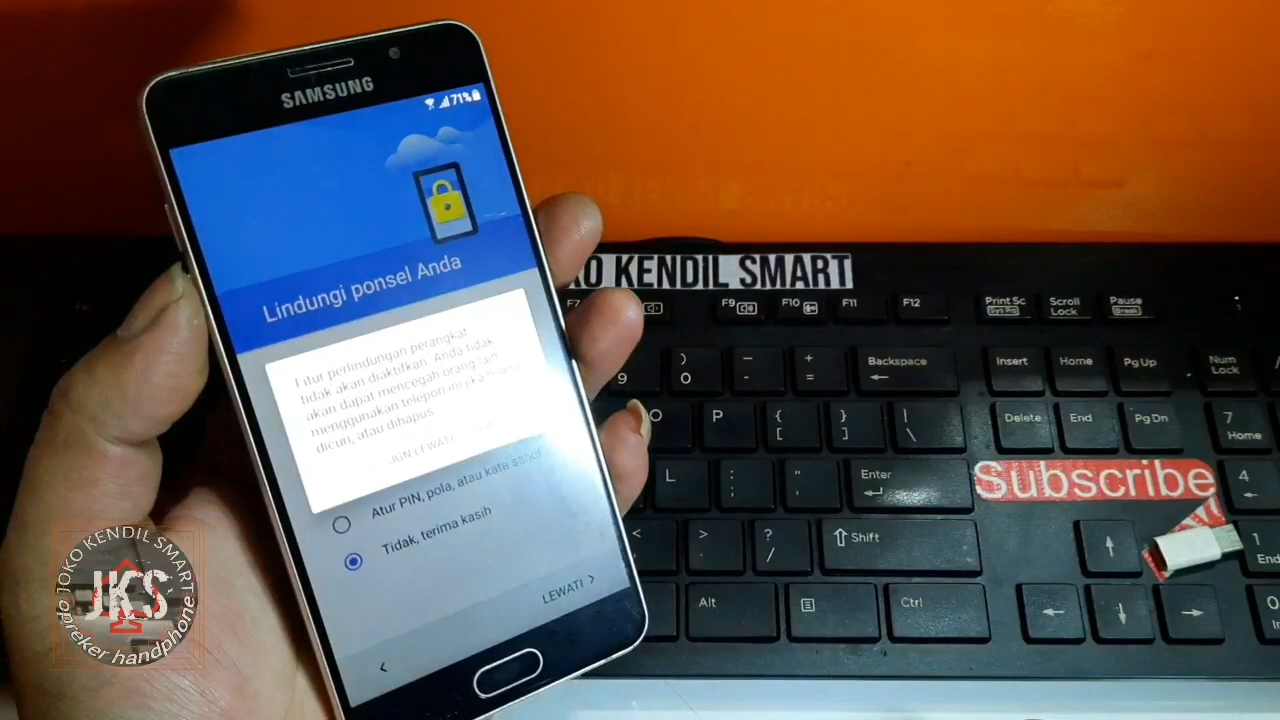 SAMSUNG
71%
Lindungi ponsel Anda
Fitur perlindungan perangkat
tidak akan diaktifkan. Anda tidak
akan dapat mencegah orang lain
menggunakan telepon ini jika hilang,
dicuri, atau dihapus
JGN LEWATI
Atur PIN, pola, atau kata sandi
Tidak, terima kasih
LEWATI
KO KENDIL SMART
F7
F9
F10
F11
F12
Print Sc
Sys Rq
Scroll
Lock
Pause
Break
9
)
0
-
+
=
Backspace
Insert
Home
Pg Up
Num
Lock
O
P
{
[
}
]
|
\
Delete
End
Pg Dn
7
Home
L
:
;
"
'
Enter
Subscribe
4
<
>
.
?
/
Shift
1
End
Alt
Ctrl
0
JOKO KENDIL SMART
JKS
opreker handphone